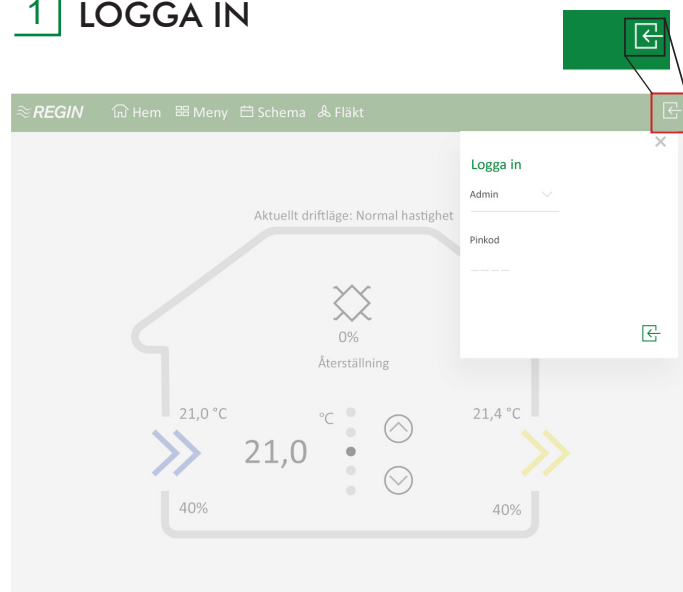 1 LOGGA IN
REGIN Hem Meny Schema Fläkt
Logga in
Admin
Pinkod
Aktuellt driftläge: Normal hastighet
0%
Återställning
21,0 °C
°C
21,0
21,4 °C
40%
40%